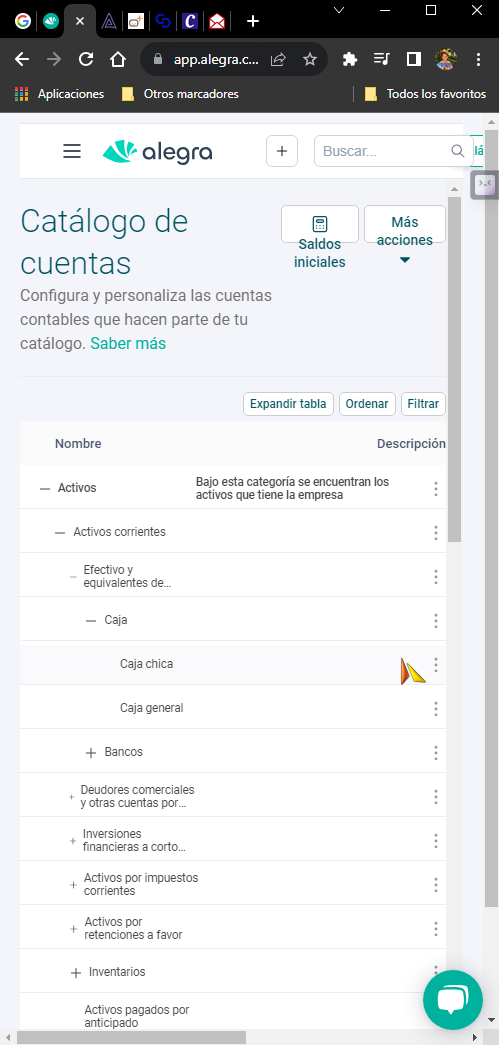 app.alegra.c...
Aplicaciones
Otros marcadores
Todos los favoritos
alegra
Buscar...
Catálogo de
cuentas
Saldos
iniciales
Más
acciones
Configura y personaliza las cuentas
contables que hacen parte de tu
catálogo. Saber más
Expandir tabla
Ordenar
Filtrar
Nombre
Descripción
Activos
Bajo esta categoría se encuentran los
activos que tiene la empresa
Activos corrientes
Efectivo y
equivalentes de...
Caja
Caja chica
Caja general
Bancos
Deudores comerciales
y otras cuentas por...
Inversiones
financieras a corto...
Activos por impuestos
corrientes
Activos por
retenciones a favor
Inventarios
Activos pagados por
anticipado